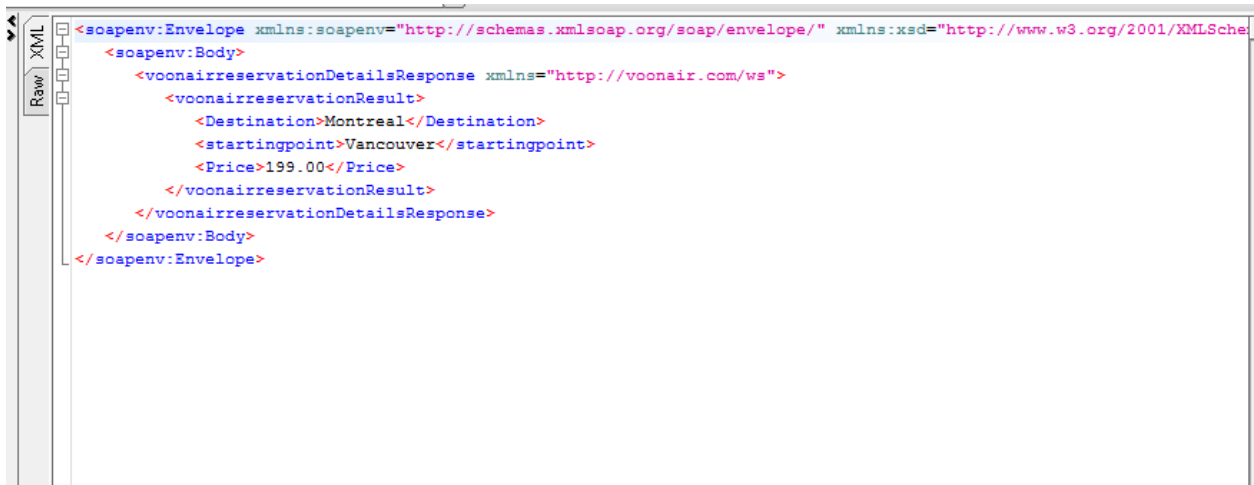 XML
Raw
<soapenv:Envelope xmlns:soapenv="http://schemas.xmlsoap.org/soap/envelope/" xmlns:xsd="http://www.w3.org/2001/XMLSche
<soapenv:Body>
<voonairreservationDetailsResponse xmlns="http://voonair.com/ws">
<voonairreservationResult>
<Destination>Montreal</Destination>
<startingpoint>Vancouver</startingpoint>
<Price>199.00</Price>
</voonairreservationResult>
</voonairreservationDetailsResponse>
</soapenv:Body>
</soapenv:Envelope>